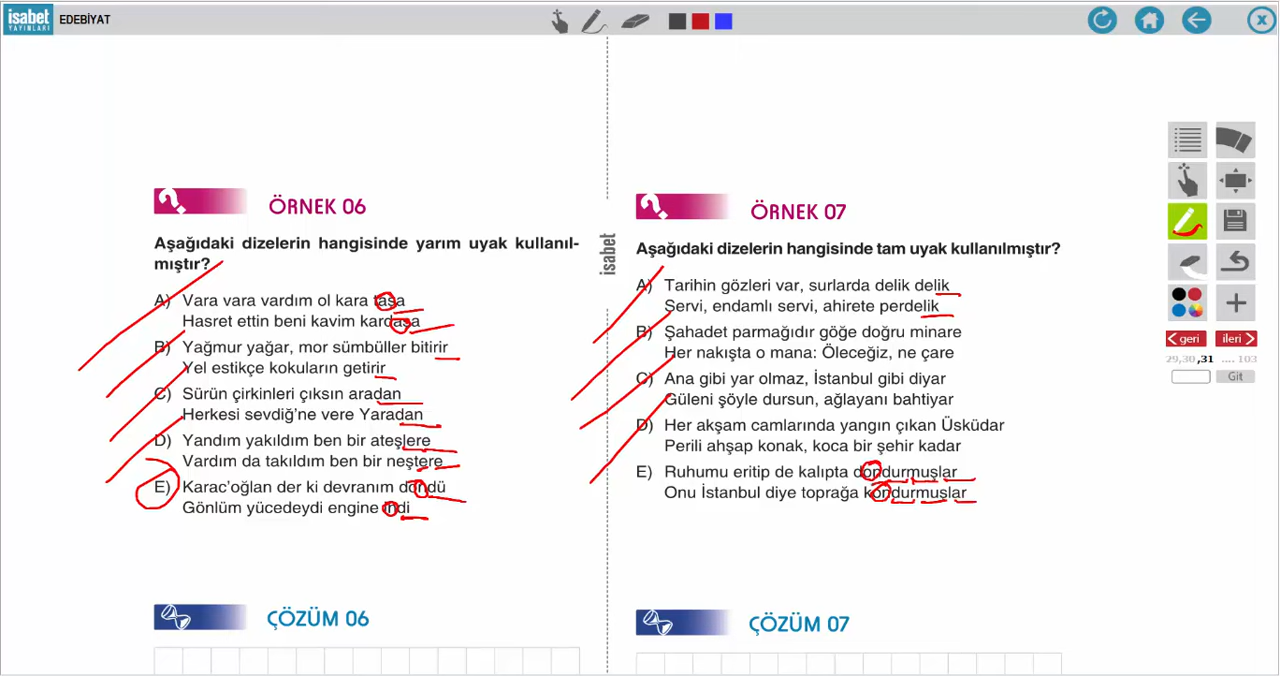 isabet
YAYINLARI
EDEBİYAT
ÖRNEK 06
Aşağıdaki dizelerin hangisinde yarım uyak kullanıl-
mıştır?
A) Vara vara vardım ol kara taşa
Hasret ettin beni kavim kardaşa
B) Yağmur yağar, mor sümbüller bitirir
Yel estikçe kokuların getirir
C) Sürün çirkinleri çıksın aradan
Herkesi sevdiğ'ne vere Yaradan
D) Yandım yakıldım ben bir ateşlere
Vardım da takıldım ben bir neştere
E) Karac'oğlan der ki devranım döndü
Gönlüm yücedeydi engine indi
ÇÖZÜM 06
isabet
ÖRNEK 07
Aşağıdaki dizelerin hangisinde tam uyak kullanılmıştır?
A) Tarihin gözleri var, surlarda delik delik
Servi, endamlı servi, ahirete perdelik
B) Şahadet parmağıdır göğe doğru minare
Her nakışta o mana: Öleceğiz, ne çare
C) Ana gibi yar olmaz, İstanbul gibi diyar
Güleni şöyle dursun, ağlayanı bahtiyar
D) Her akşam camlarında yangın çıkan Üsküdar
Perili ahşap konak, koca bir şehir kadar
E) Ruhumu eritip de kalıpta dondurmuşlar
Onu İstanbul diye toprağa kondurmuşlar
ÇÖZÜM 07
geri ileri
29,30,31 .... 103
Git